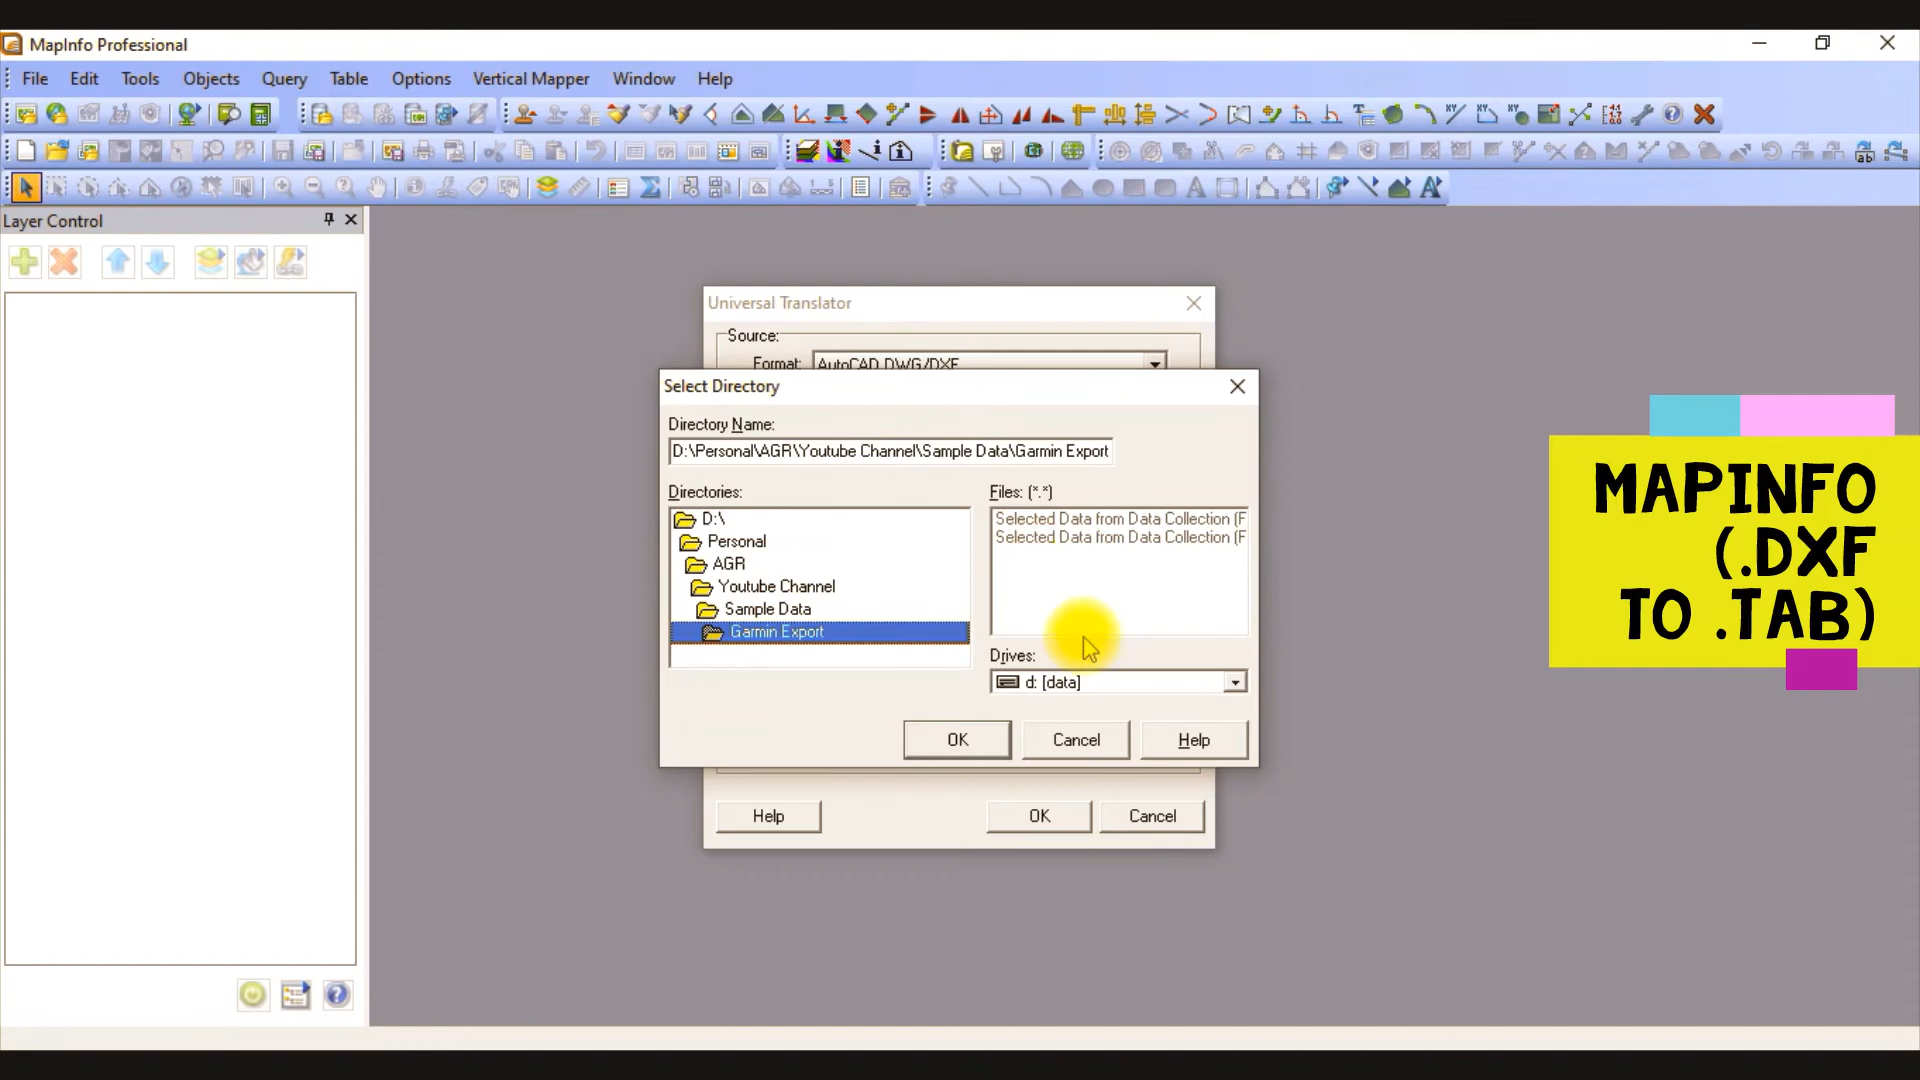 MapInfo Professional
File Edit Tools Objects Query Table Options Vertical Mapper Window Help
Layer Control
Universal Translator
Source:
Format: AutoCAD DWG/DXF
Select Directory
Directory Name:
D:\Personal\AGR\Youtube Channel\Sample Data\Garmin Export
Directories:
D:\
Personal
AGR
Youtube Channel
Sample Data
Garmin Export
Files: (*.*)
Selected Data from Data Collection (F
Selected Data from Data Collection (F
Drives:
d: [data]
OK Cancel Help
Help OK Cancel
MAPINFO
(.DXF
TO .TAB)